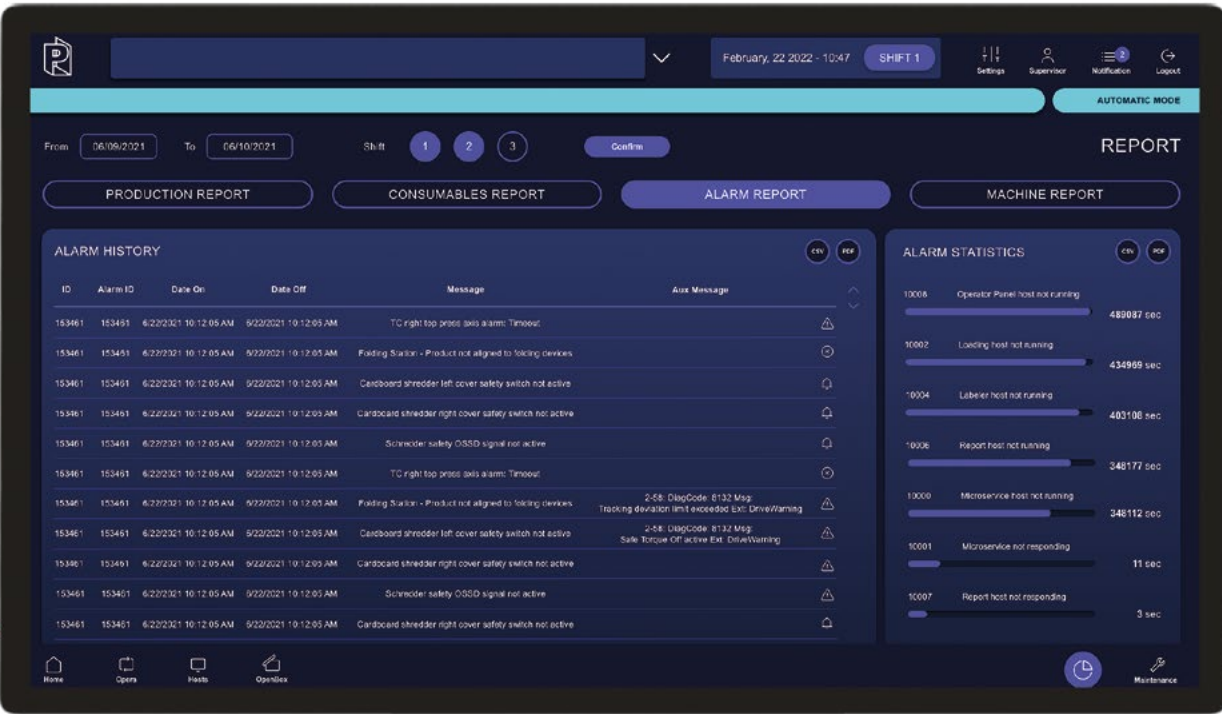 February, 22 2022 - 10:47 SHIFT 1 Settings Supervisor 2 Notification Logout
AUTOMATIC MODE
From 06/09/2021 To 06/10/2021 Shift 1 2 3 Confirm REPORT
PRODUCTION REPORT CONSUMABLES REPORT ALARM REPORT MACHINE REPORT
ALARM HISTORY CSV PDF
ID Alarm ID Date On Date Off Message Aux Message
153461 153461 6/22/2021 10:12:05 AM 6/22/2021 10:12:05 AM TC right top press axis alarm: Timeout
153461 153461 6/22/2021 10:12:05 AM 6/22/2021 10:12:05 AM Folding Station - Product not aligned to folding devices
153461 153461 6/22/2021 10:12:05 AM 6/22/2021 10:12:05 AM Cardboard shredder left cover safety switch not active
153461 153461 6/22/2021 10:12:05 AM 6/22/2021 10:12:05 AM Cardboard shredder right cover safety switch not active
153461 153461 6/22/2021 10:12:05 AM 6/22/2021 10:12:05 AM Schredder safety OSSD signal not active
153461 153461 6/22/2021 10:12:05 AM 6/22/2021 10:12:05 AM TC right top press axis alarm: Timeout
153461 153461 6/22/2021 10:12:05 AM 6/22/2021 10:12:05 AM Folding Station - Product not aligned to folding devices 2-58: DiagCode: 8132 Msg:
Tracking deviation limit exceeded Ext: DriveWarning
153461 153461 6/22/2021 10:12:05 AM 6/22/2021 10:12:05 AM Cardboard shredder left cover safety switch not active 2-58: DiagCode: 8132 Msg:
Safe Torque Off active Ext: DriveWarning
153461 153461 6/22/2021 10:12:05 AM 6/22/2021 10:12:05 AM Cardboard shredder right cover safety switch not active
153461 153461 6/22/2021 10:12:05 AM 6/22/2021 10:12:05 AM Schredder safety OSSD signal not active
153461 153461 6/22/2021 10:12:05 AM 6/22/2021 10:12:05 AM Cardboard shredder right cover safety switch not active
ALARM STATISTICS CSV PDF
10008 Operator Panel host not running
489087 sec
10002 Loading host not running
434969 sec
10004 Labeler host not running
403108 sec
10006 Report host not running
348177 sec
10000 Microservice host not running
348112 sec
10001 Microservice not responding
11 sec
10007 Report host not responding
3 sec
Home Opera Hosts OpenBox Maintenance